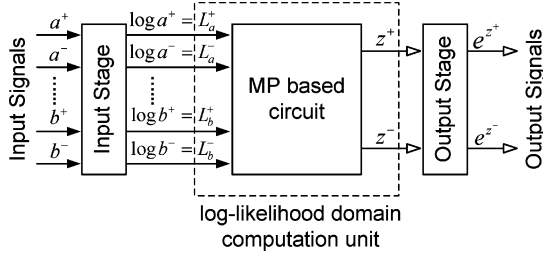 Input Signals
a⁺
a⁻
......
b⁺
b⁻
Input Stage
log a⁺ = L_a⁺
log a⁻ = L_a⁻
......
log b⁺ = L_b⁺
log b⁻ = L_b⁻
MP based
circuit
z⁺
z⁻
Output Stage
e^{z⁺}
e^{z⁻}
Output Signals
log-likelihood domain
computation unit